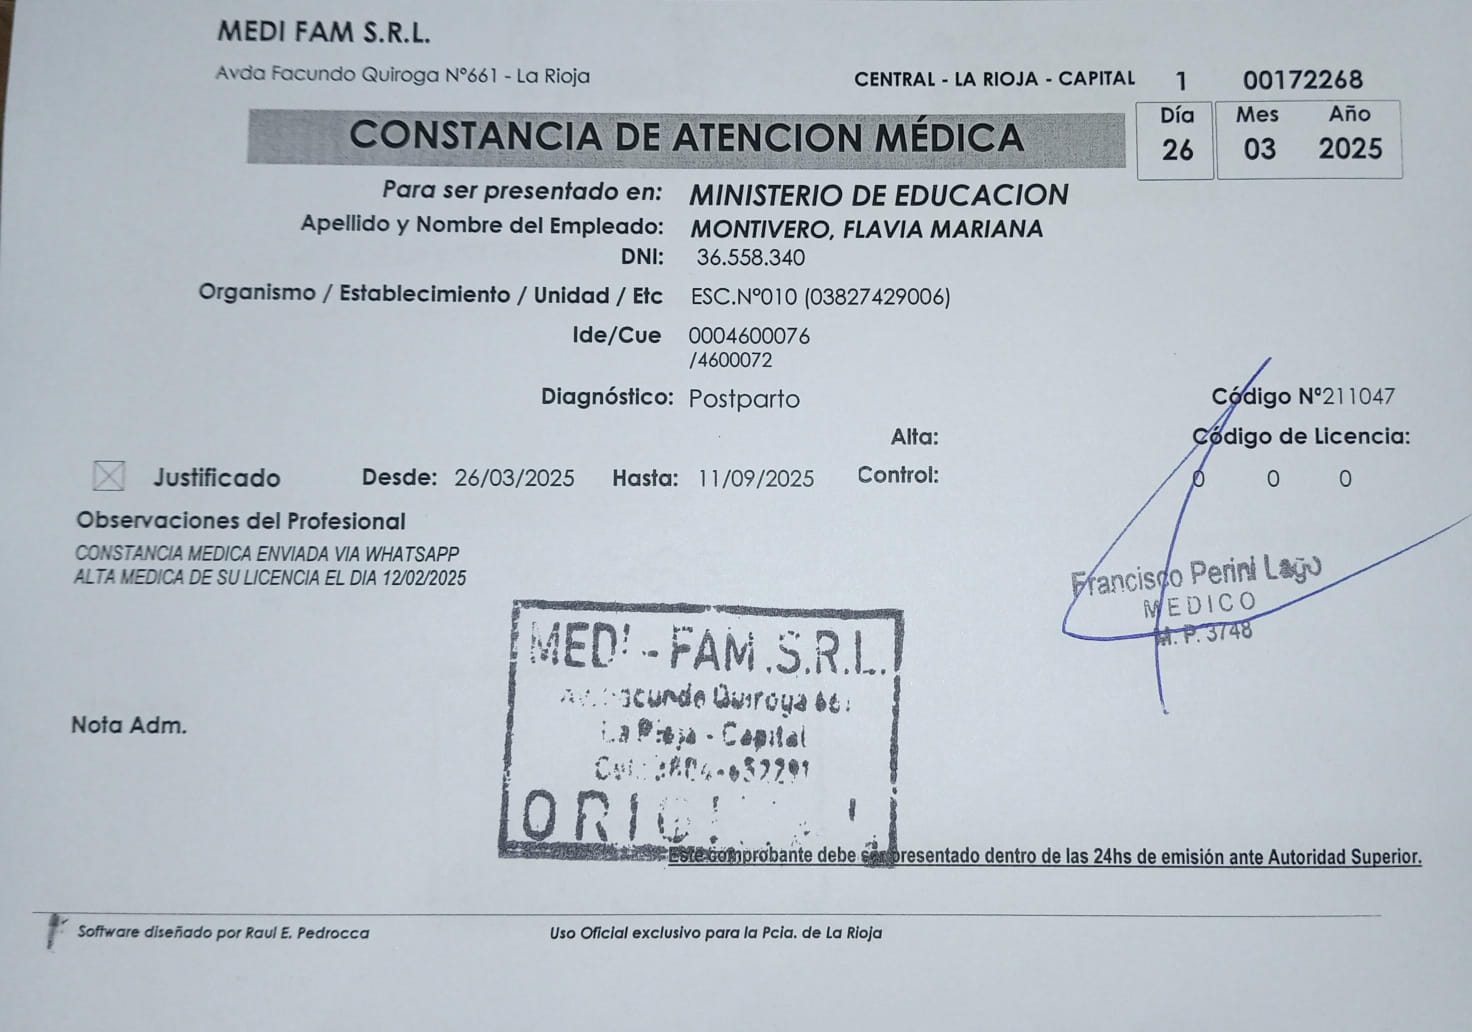 MEDI FAM S.R.L.
Avda Facundo Quiroga Nº661 - La Rioja
CENTRAL - LA RIOJA - CAPITAL 1 00172268
CONSTANCIA DE ATENCION MÉDICA
Día Mes Año
26 03 2025
Para ser presentado en: MINISTERIO DE EDUCACION
Apellido y Nombre del Empleado: MONTIVERO, FLAVIA MARIANA
DNI: 36.558.340
Organismo / Establecimiento / Unidad / Etc ESC.Nº010 (03827429006)
Ide/Cue 0004600076
/4600072
Diagnóstico: Postparto
Código Nº211047
Alta:
Código de Licencia:
Justificado Desde: 26/03/2025 Hasta: 11/09/2025 Control:
0 0 0
Observaciones del Profesional
CONSTANCIA MEDICA ENVIADA VIA WHATSAPP
ALTA MEDICA DE SU LICENCIA EL DIA 12/02/2025
Francisco Perini Lago
MEDICO
M. P. 3748
MEDI - FAM .S.R.L.
La Rioja - Capital
Nota Adm.
Este comprobante debe ser presentado dentro de las 24hs de emisión ante Autoridad Superior.
Software diseñado por Raul E. Pedrocca
Uso Oficial exclusivo para la Pcia. de La Rioja